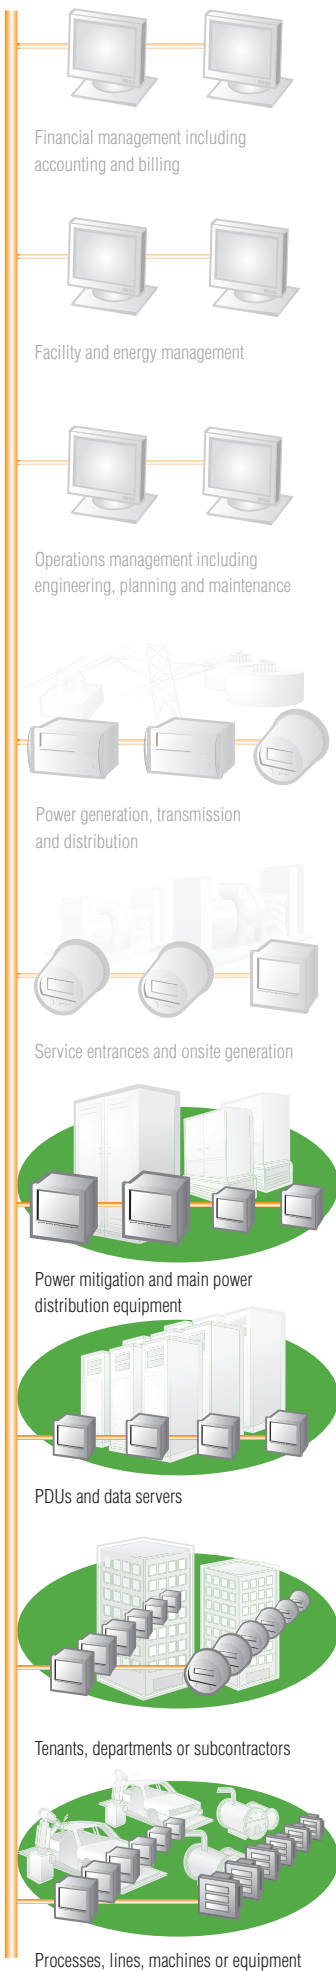 Financial management including
accounting and billing
Facility and energy management
Operations management including
engineering, planning and maintenance
Power generation, transmission
and distribution
Service entrances and onsite generation
Power mitigation and main power
distribution equipment
PDUs and data servers
Tenants, departments or subcontractors
Processes, lines, machines or equipment